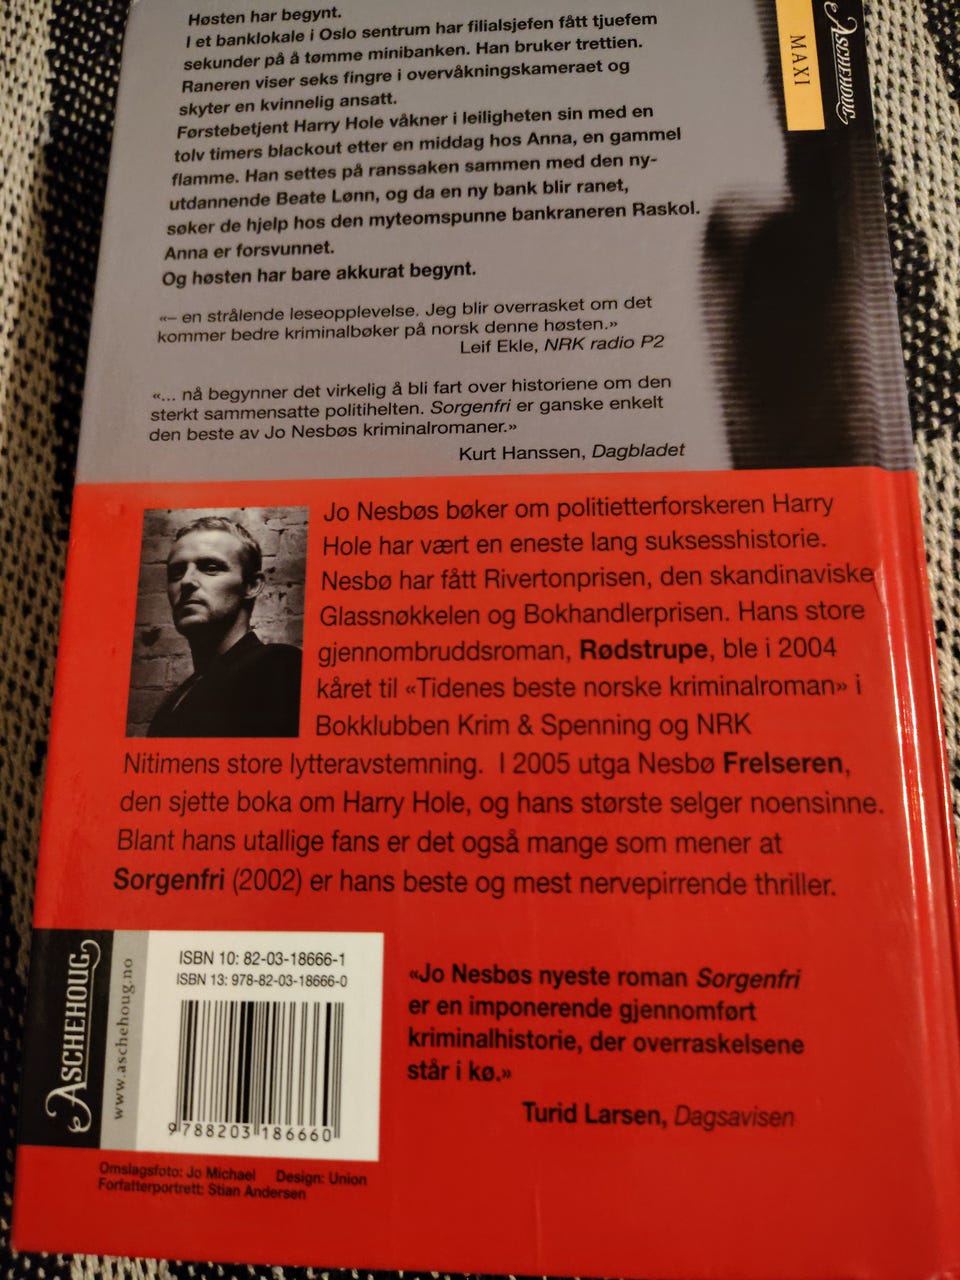 Høsten har begynt.
I et banklokale i Oslo sentrum har filialsjefen fått tjuefem
sekunder på å tømme minibanken. Han bruker trettien.
Raneren viser seks fingre i overvåkningskameraet og
skyter en kvinnelig ansatt.
Førstebetjent Harry Hole våkner i leiligheten sin med en
tolv timers blackout etter en middag hos Anna, en gammel
flamme. Han settes på ranssaken sammen med den ny-
utdannende Beate Lønn, og da en ny bank blir ranet,
søker de hjelp hos den myteomspunne bankraneren Raskol.
Anna er forsvunnet.
Og høsten har bare akkurat begynt.
«– en strålende leseopplevelse. Jeg blir overrasket om det
kommer bedre kriminalbøker på norsk denne høsten.»
Leif Ekle, NRK radio P2
«... nå begynner det virkelig å bli fart over historiene om den
sterkt sammensatte politihelten. Sorgenfri er ganske enkelt
den beste av Jo Nesbøs kriminalromaner.»
Kurt Hanssen, Dagbladet
MAXI
ASCHEHOUG
Jo Nesbøs bøker om politietterforskeren Harry
Hole har vært en eneste lang suksesshistorie.
Nesbø har fått Rivertonprisen, den skandinaviske
Glassnøkkelen og Bokhandlerprisen. Hans store
gjennombruddsroman, Rødstrupe, ble i 2004
kåret til «Tidenes beste norske kriminalroman» i
Bokklubben Krim & Spenning og NRK
Nitimens store lytteravstemning. I 2005 utga Nesbø Frelseren,
den sjette boka om Harry Hole, og hans største selger noensinne.
Blant hans utallige fans er det også mange som mener at
Sorgenfri (2002) er hans beste og mest nervepirrende thriller.
ASCHEHOUG
www.aschehoug.no
ISBN 10: 82-03-18666-1
ISBN 13: 978-82-03-18666-0
9 788203 186660
«Jo Nesbøs nyeste roman Sorgenfri
er en imponerende gjennomført
kriminalhistorie, der overraskelsene
står i kø.»
Turid Larsen, Dagsavisen
Omslagsfoto: Jo Michael Design: Union
Forfatterportrett: Stian Andersen